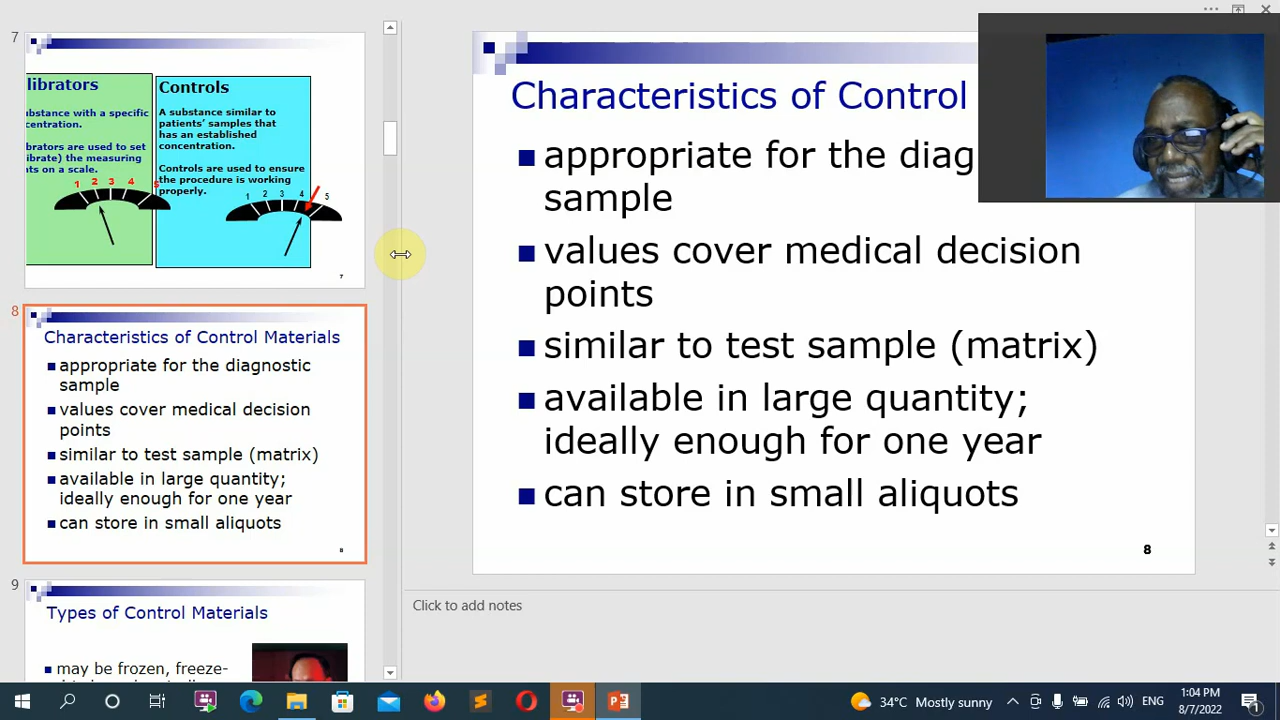 7
librators
ubstance with a specific
centration.
brators are used to set
librate) the measuring
nts on a scale.
1 2 3 4 5
Controls
A substance similar to
patients' samples that
has an established
concentration.
Controls are used to ensure
the procedure is working
properly.
1 2 3 4 5
7
8
Characteristics of Control Materials
appropriate for the diagnostic
sample
values cover medical decision
points
similar to test sample (matrix)
available in large quantity;
ideally enough for one year
can store in small aliquots
8
9
Types of Control Materials
may be frozen, freeze-
Characteristics of Control
appropriate for the diag
sample
values cover medical decision
points
similar to test sample (matrix)
available in large quantity;
ideally enough for one year
can store in small aliquots
8
Click to add notes
34°C Mostly sunny
ENG
1:04 PM
8/7/2022
1